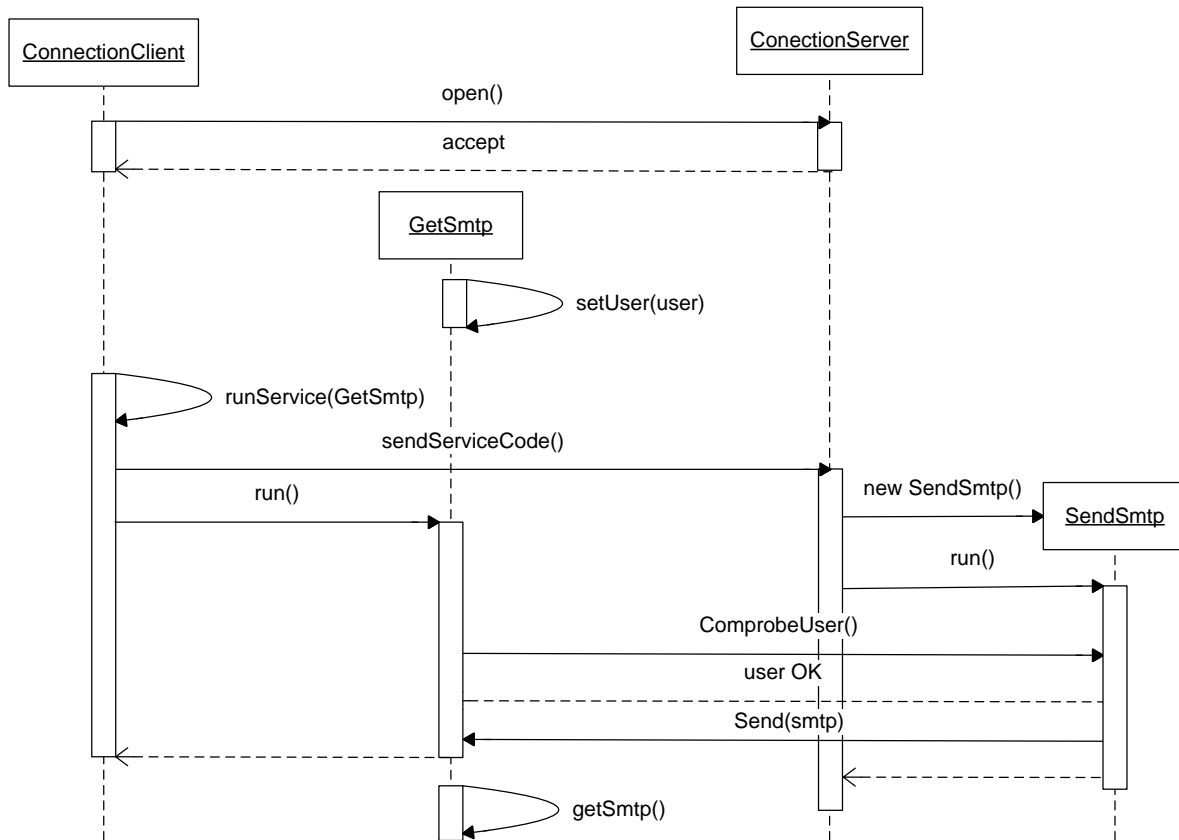 ConnectionClient
ConectionServer
open()
accept
GetSmtp
setUser(user)
runService(GetSmtp)
sendServiceCode()
run()
new SendSmtp()
SendSmtp
run()
ComprobeUser()
user OK
Send(smtp)
getSmtp()